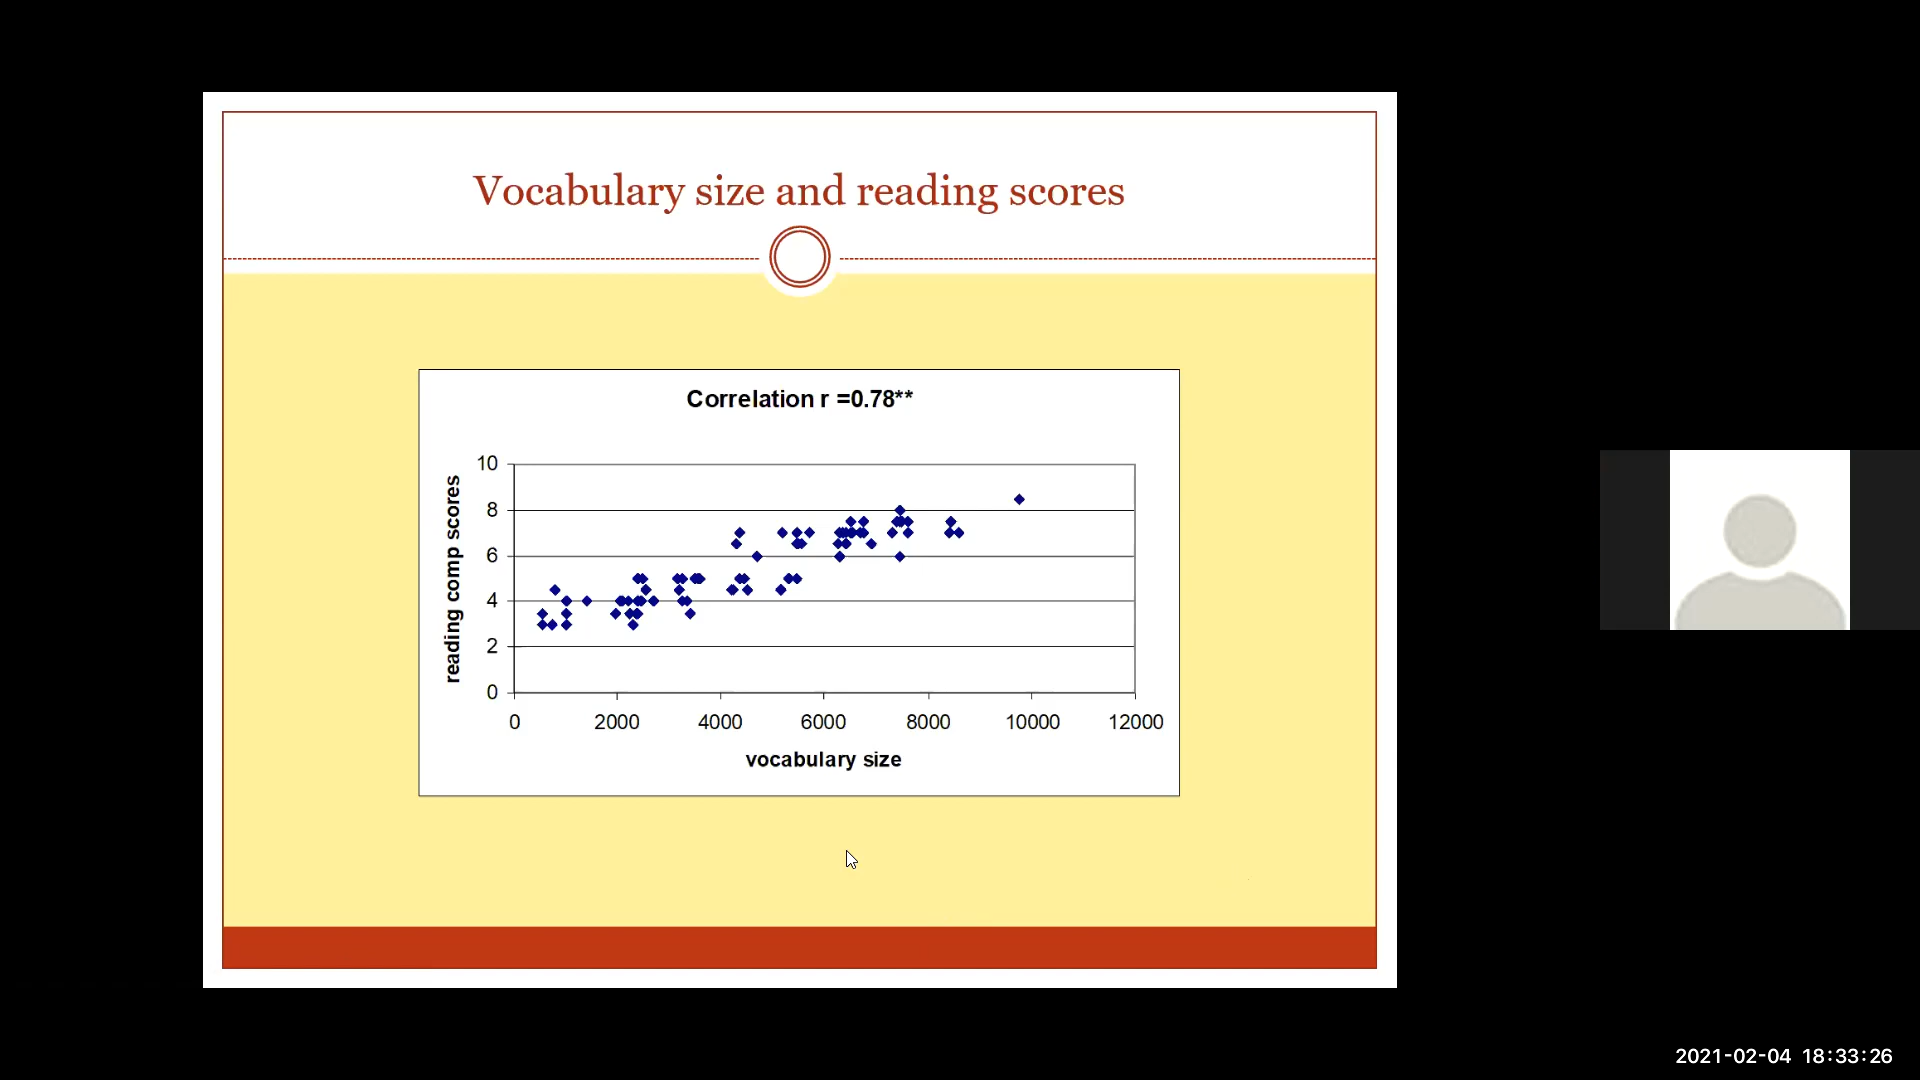 Vocabulary size and reading scores
Correlation r =0.78**
reading comp scores
10
8
6
4
2
0
0 2000 4000 6000 8000 10000 12000
vocabulary size
2021-02-04 18:33:26